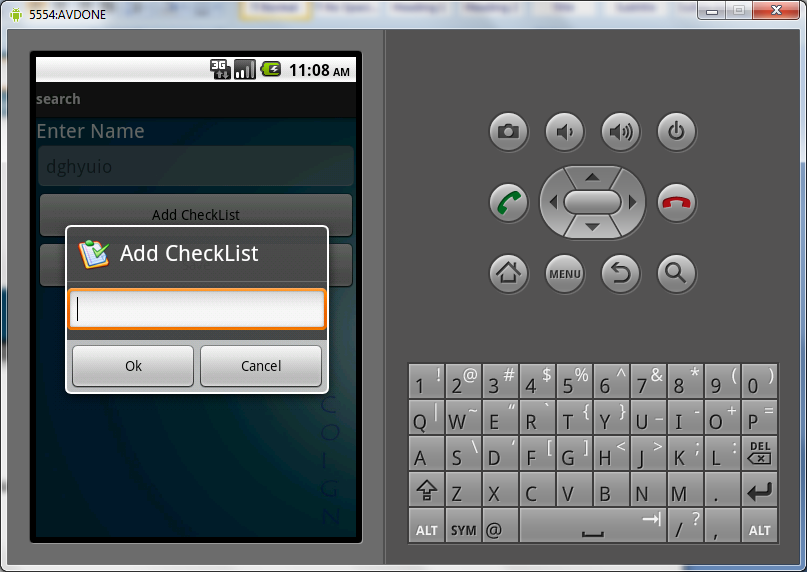 5554:AVDONE
3G 11:08 AM
search
Enter Name
dghyuio
Add CheckList
Add CheckList
Ok Cancel
C
O
I
G
N
MENU
1 ! 2 @ 3 # 4 $ 5 % 6 ^ 7 & 8 * 9 ( 0 )
Q | W ~ E “ R ` T { Y } U _ I - O + P =
A S \ D ‘ F [ G ] H < J > K ; L : DEL
Z X C V B N M .
ALT SYM @ / ? , ALT